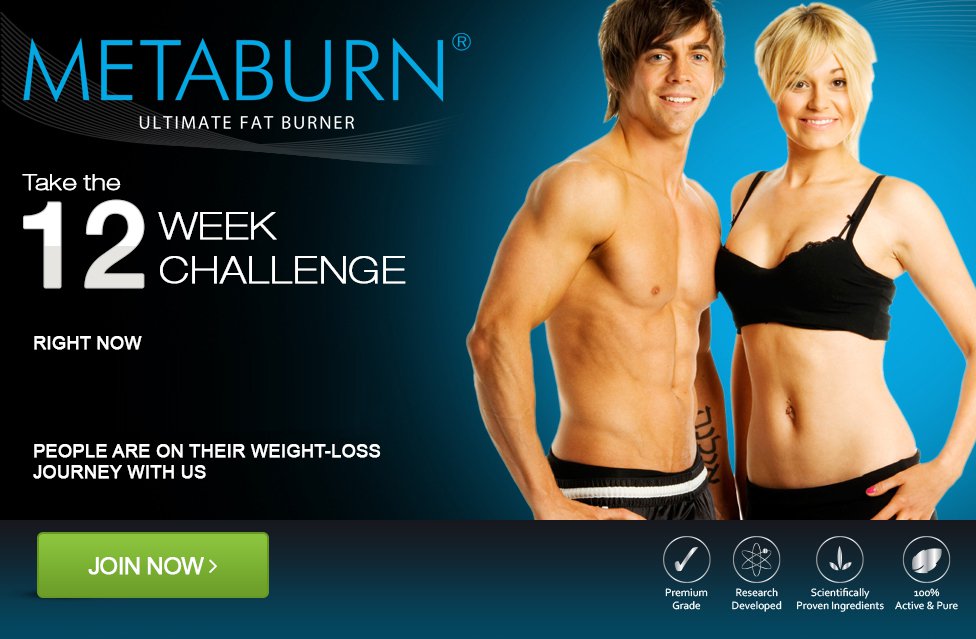 METABURN®
ULTIMATE FAT BURNER
Take the
12 WEEK
CHALLENGE
RIGHT NOW
PEOPLE ARE ON THEIR WEIGHT-LOSS
JOURNEY WITH US
JOIN NOW ›
Premium
Grade
Research
Developed
Scientifically
Proven Ingredients
100%
Active & Pure